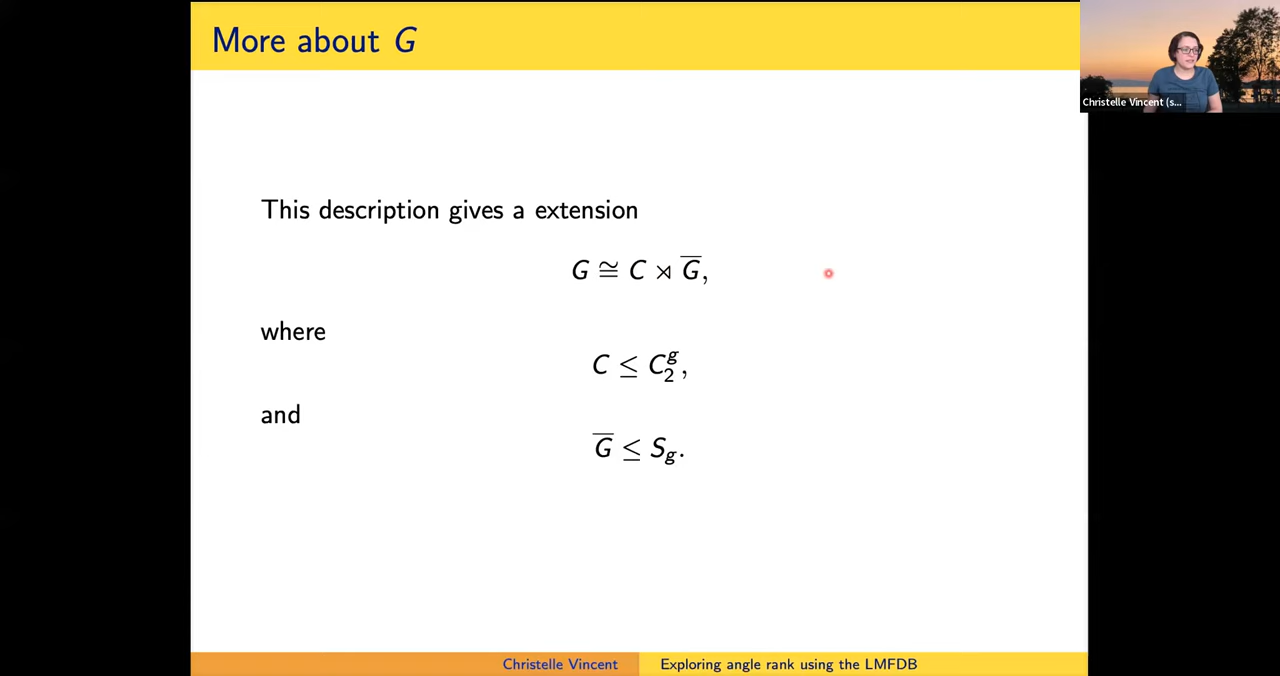 More about G
Christelle Vincent (s...
This description gives a extension
G ≅ C ⋊ G̅,
where
C ≤ C₂ᵍ,
and
G̅ ≤ S_g.
Christelle Vincent
Exploring angle rank using the LMFDB